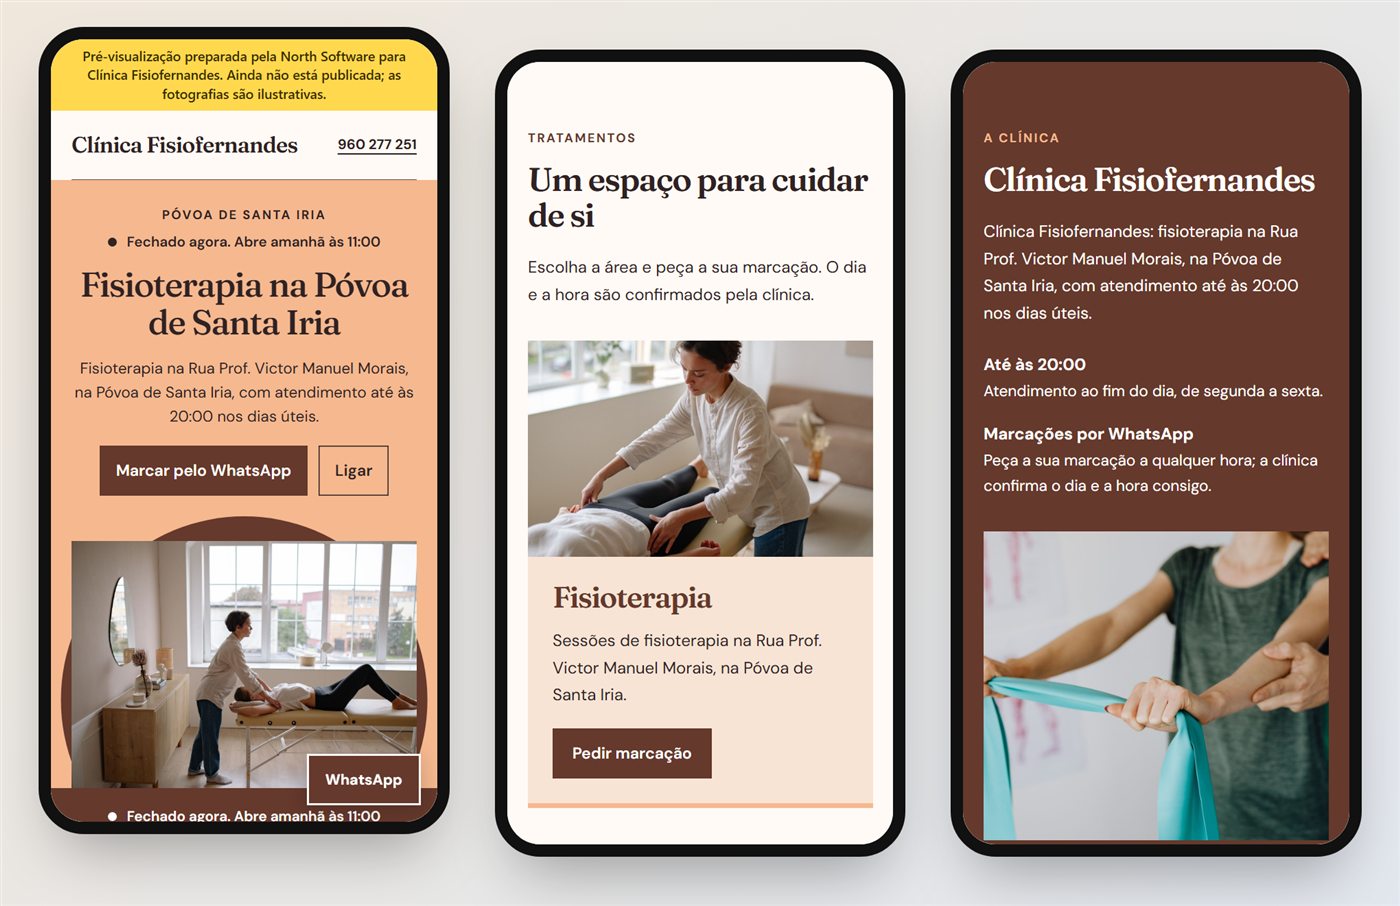 Pré-visualização preparada pela North Software para
Clínica Fisiofernandes. Ainda não está publicada; as
fotografias são ilustrativas.
Clínica Fisiofernandes
960 277 251
PÓVOA DE SANTA IRIA
Fechado agora. Abre amanhã às 11:00
Fisioterapia na Póvoa
de Santa Iria
Fisioterapia na Rua Prof. Victor Manuel Morais,
na Póvoa de Santa Iria, com atendimento até às
20:00 nos dias úteis.
Marcar pelo WhatsApp
Ligar
WhatsApp
Fechado agora. Abre amanhã às 11:00
TRATAMENTOS
Um espaço para cuidar
de si
Escolha a área e peça a sua marcação. O dia
e a hora são confirmados pela clínica.
Fisioterapia
Sessões de fisioterapia na Rua Prof.
Victor Manuel Morais, na Póvoa de
Santa Iria.
Pedir marcação
A CLÍNICA
Clínica Fisiofernandes
Clínica Fisiofernandes: fisioterapia na Rua
Prof. Victor Manuel Morais, na Póvoa de
Santa Iria, com atendimento até às 20:00
nos dias úteis.
Até às 20:00
Atendimento ao fim do dia, de segunda a sexta.
Marcações por WhatsApp
Peça a sua marcação a qualquer hora; a clínica
confirma o dia e a hora consigo.